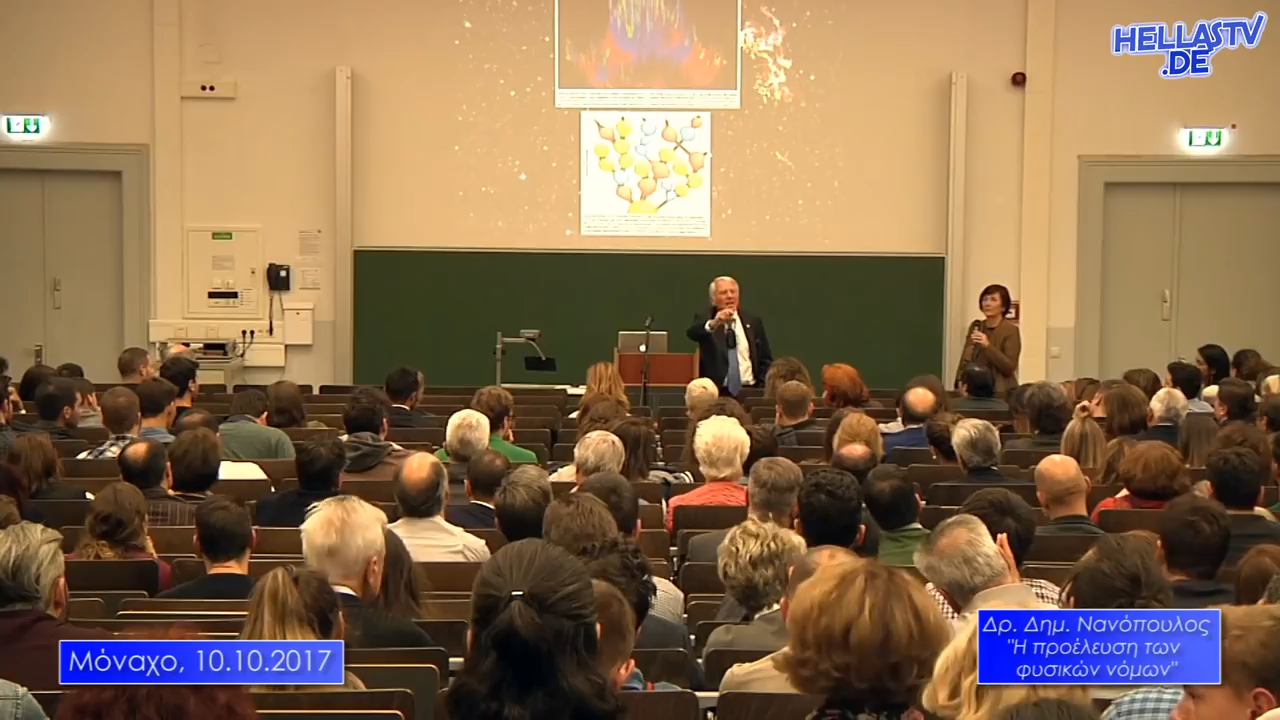 HELLASTV
.DE
Μόναχο, 10.10.2017
Δρ. Δημ. Νανόπουλος
"Η προέλευση των
φυσικών νόμων"